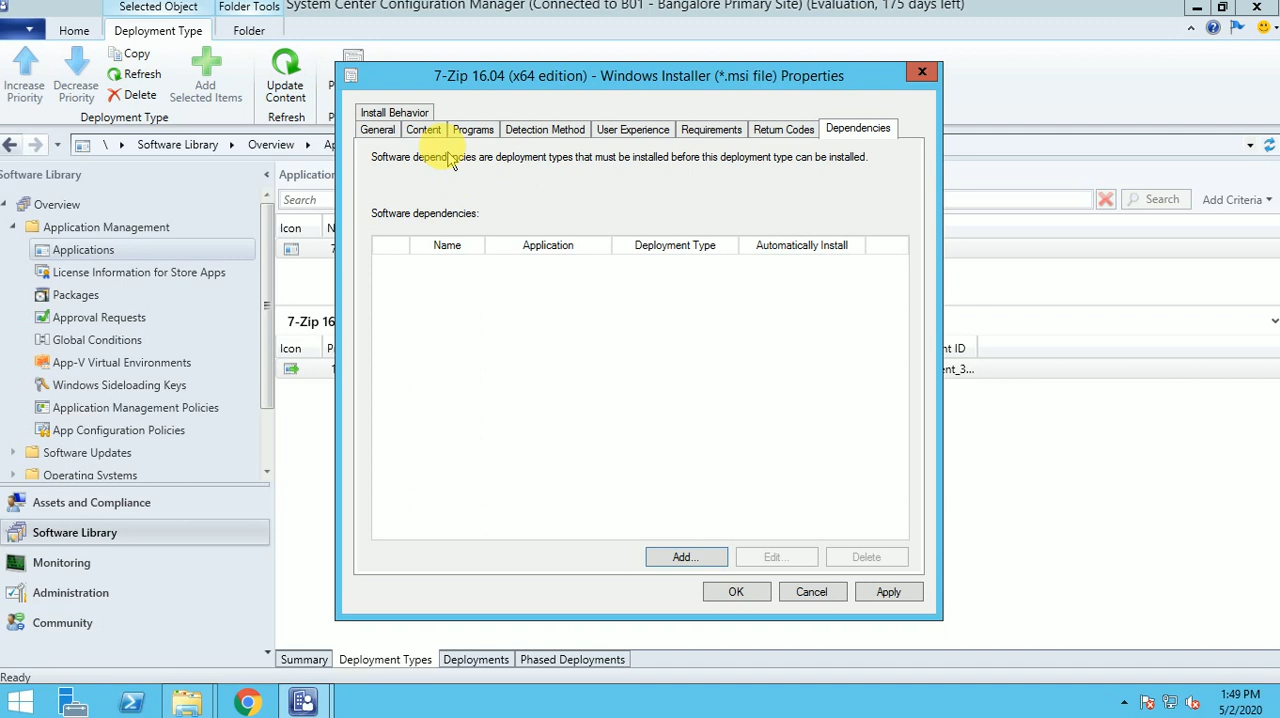 Selected Object
Folder Tools
System Center Configuration Manager (Connected to B01 - Bangalore Primary Site) (Evaluation, 175 days left)
Home
Deployment Type
Folder
Increase Priority
Decrease Priority
Copy
Refresh
Delete
Add Selected Items
Update Content
Deployment Type
Refresh
\ Software Library Overview
Software Library
Overview
Application Management
Applications
License Information for Store Apps
Packages
Approval Requests
Global Conditions
App-V Virtual Environments
Windows Sideloading Keys
Application Management Policies
App Configuration Policies
Software Updates
Operating Systems
Assets and Compliance
Software Library
Monitoring
Administration
Community
Search
Search
Add Criteria
Icon
7-Zip 16
Icon
ent_3...
7-Zip 16.04 (x64 edition) - Windows Installer (*.msi file) Properties
Install Behavior
General Content Programs Detection Method User Experience Requirements Return Codes Dependencies
Software dependencies are deployment types that must be installed before this deployment type can be installed.
Software dependencies:
Name Application Deployment Type Automatically Install
Add... Edit... Delete
OK Cancel Apply
Summary Deployment Types Deployments Phased Deployments
Ready
1:49 PM
5/2/2020